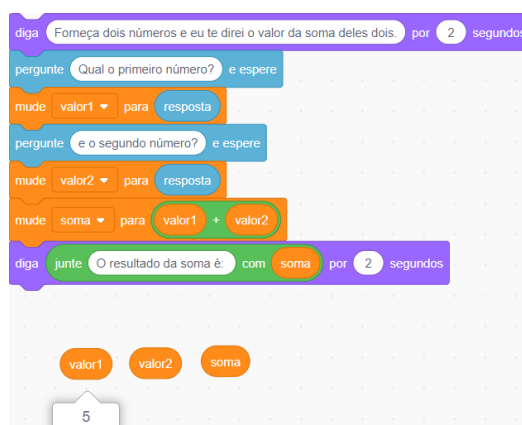 diga Forneça dois números e eu te direi o valor da soma deles dois. por 2 segundos
pergunte Qual o primeiro número? e espere
mude valor1 para resposta
pergunte e o segundo número? e espere
mude valor2 para resposta
mude soma para valor1 + valor2
diga junte O resultado da soma é: com soma por 2 segundos
valor1 valor2 soma
5